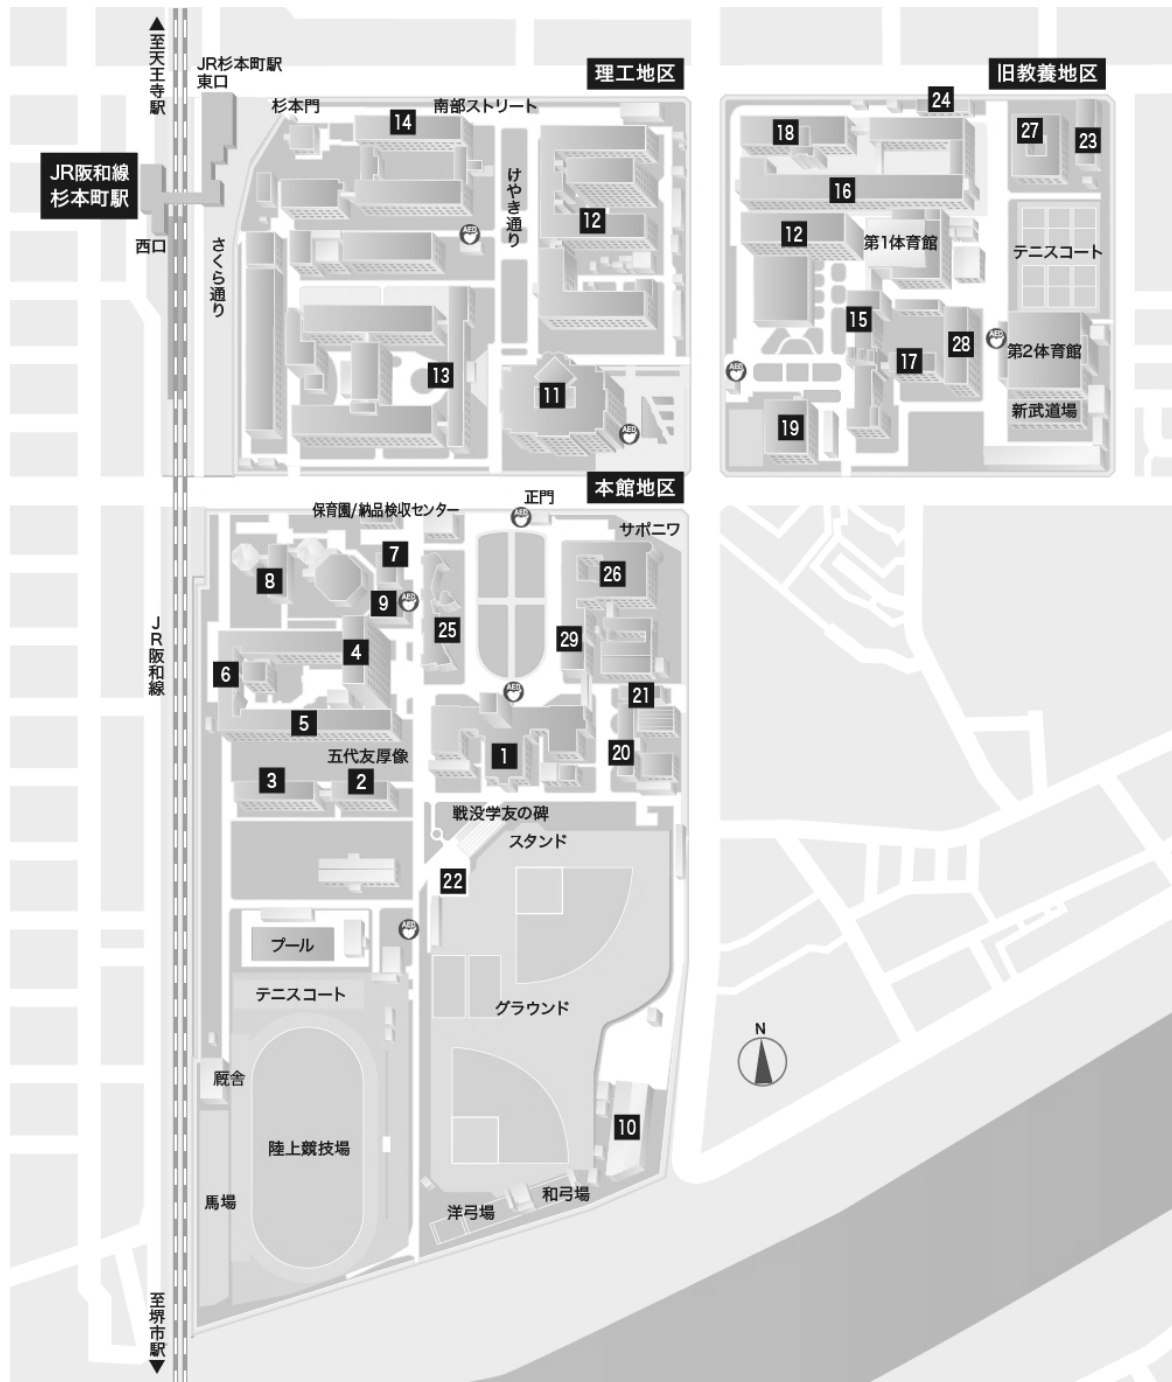 至天王寺駅
JR杉本町駅
東口
理工地区
旧教養地区
杉本門
南部ストリート
24
14
18
27
23
JR阪和線
杉本町駅
けやき通り
16
12
12
AED
西口
さくら通り
第1体育館
テニスコート
15
AED
28
17
第2体育館
13
AED
11
新武道場
19
AED
本館地区
正門
保育園/納品検収センター
AED
サポニワ
7
8
26
9
AED
25
29
4
JR阪和線
6
AED
21
5
1
20
五代友厚像
3
2
戦没学友の碑
スタンド
22
AED
プール
テニスコート
グラウンド
N
厩舎
10
陸上競技場
馬場
和弓場
洋弓場
至堺市駅